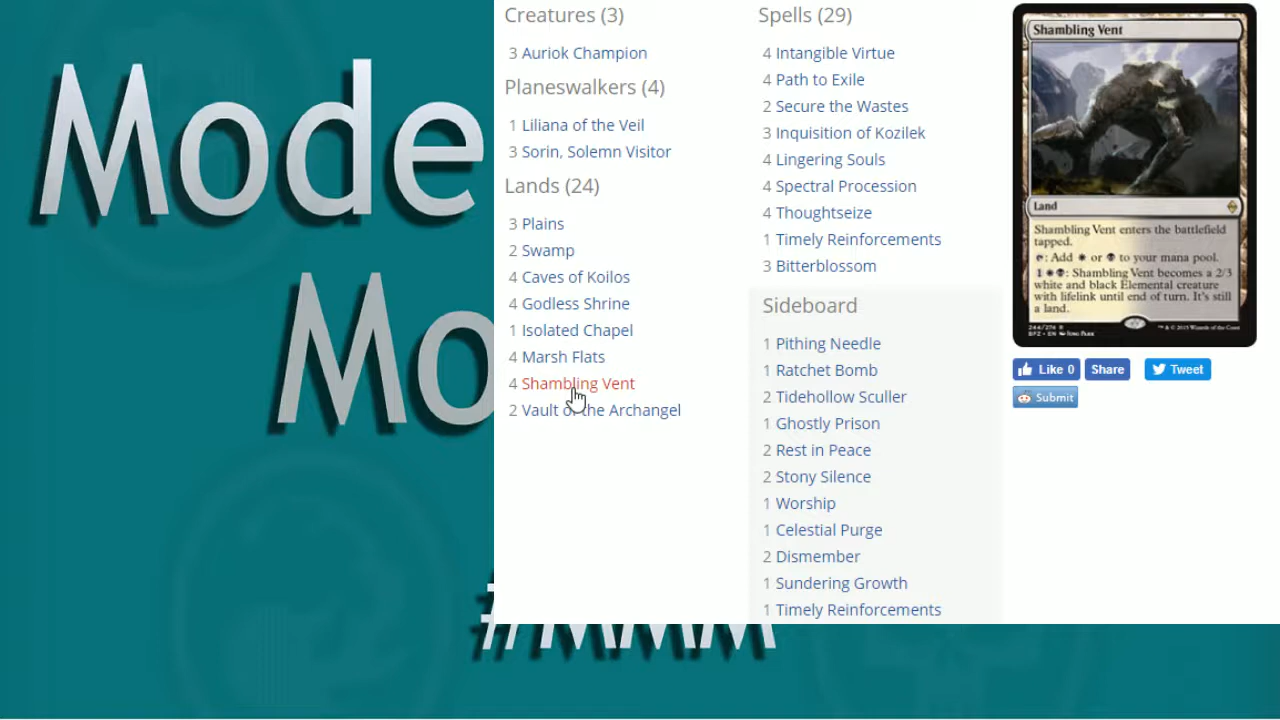 Mode
Mo
#MMM
Creatures (3)
3 Auriok Champion
Planeswalkers (4)
1 Liliana of the Veil
3 Sorin, Solemn Visitor
Lands (24)
3 Plains
2 Swamp
4 Caves of Koilos
4 Godless Shrine
1 Isolated Chapel
4 Marsh Flats
4 Shambling Vent
2 Vault of the Archangel
Spells (29)
4 Intangible Virtue
4 Path to Exile
2 Secure the Wastes
3 Inquisition of Kozilek
4 Lingering Souls
4 Spectral Procession
4 Thoughtseize
1 Timely Reinforcements
3 Bitterblossom
Sideboard
1 Pithing Needle
1 Ratchet Bomb
2 Tidehollow Sculler
1 Ghostly Prison
2 Rest in Peace
2 Stony Silence
1 Worship
1 Celestial Purge
2 Dismember
1 Sundering Growth
1 Timely Reinforcements
Shambling Vent
Land
Shambling Vent enters the battlefield
tapped.
: Add or to your mana pool.
1 : Shambling Vent becomes a 2/3
white and black Elemental creature
with lifelink until end of turn. It's still
a land.
244/274 R
BFZ • EN
Like 0
Share
Tweet
Submit